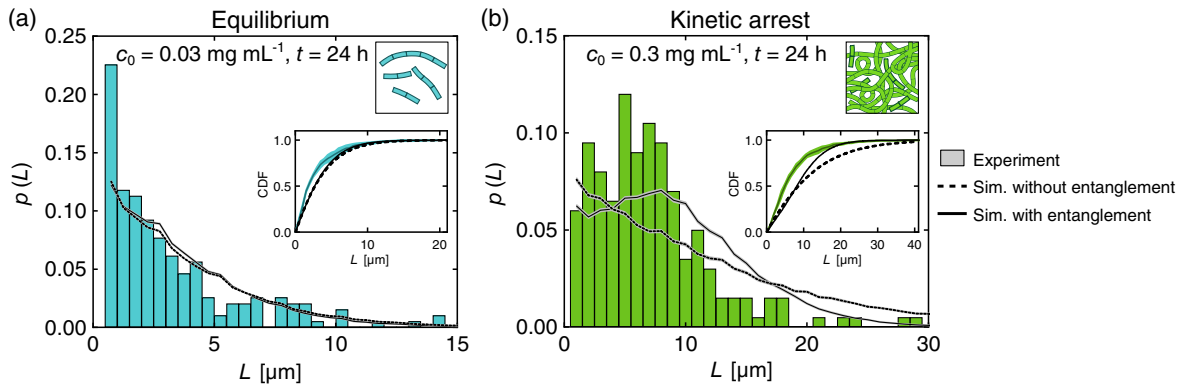 (a) Equilibrium
c₀ = 0.03 mg mL⁻¹, t = 24 h
p (L)
0.25
0.20
0.15
0.10
0.05
0.00
0 5 10 15
L [µm]
CDF
1.0
0.5
0.0
0 10 20
L [µm]
(b) Kinetic arrest
c₀ = 0.3 mg mL⁻¹, t = 24 h
p (L)
0.15
0.10
0.05
0.00
0 10 20 30
L [µm]
CDF
1.0
0.5
0.0
0 10 20 30 40
L [µm]
Experiment
Sim. without entanglement
Sim. with entanglement